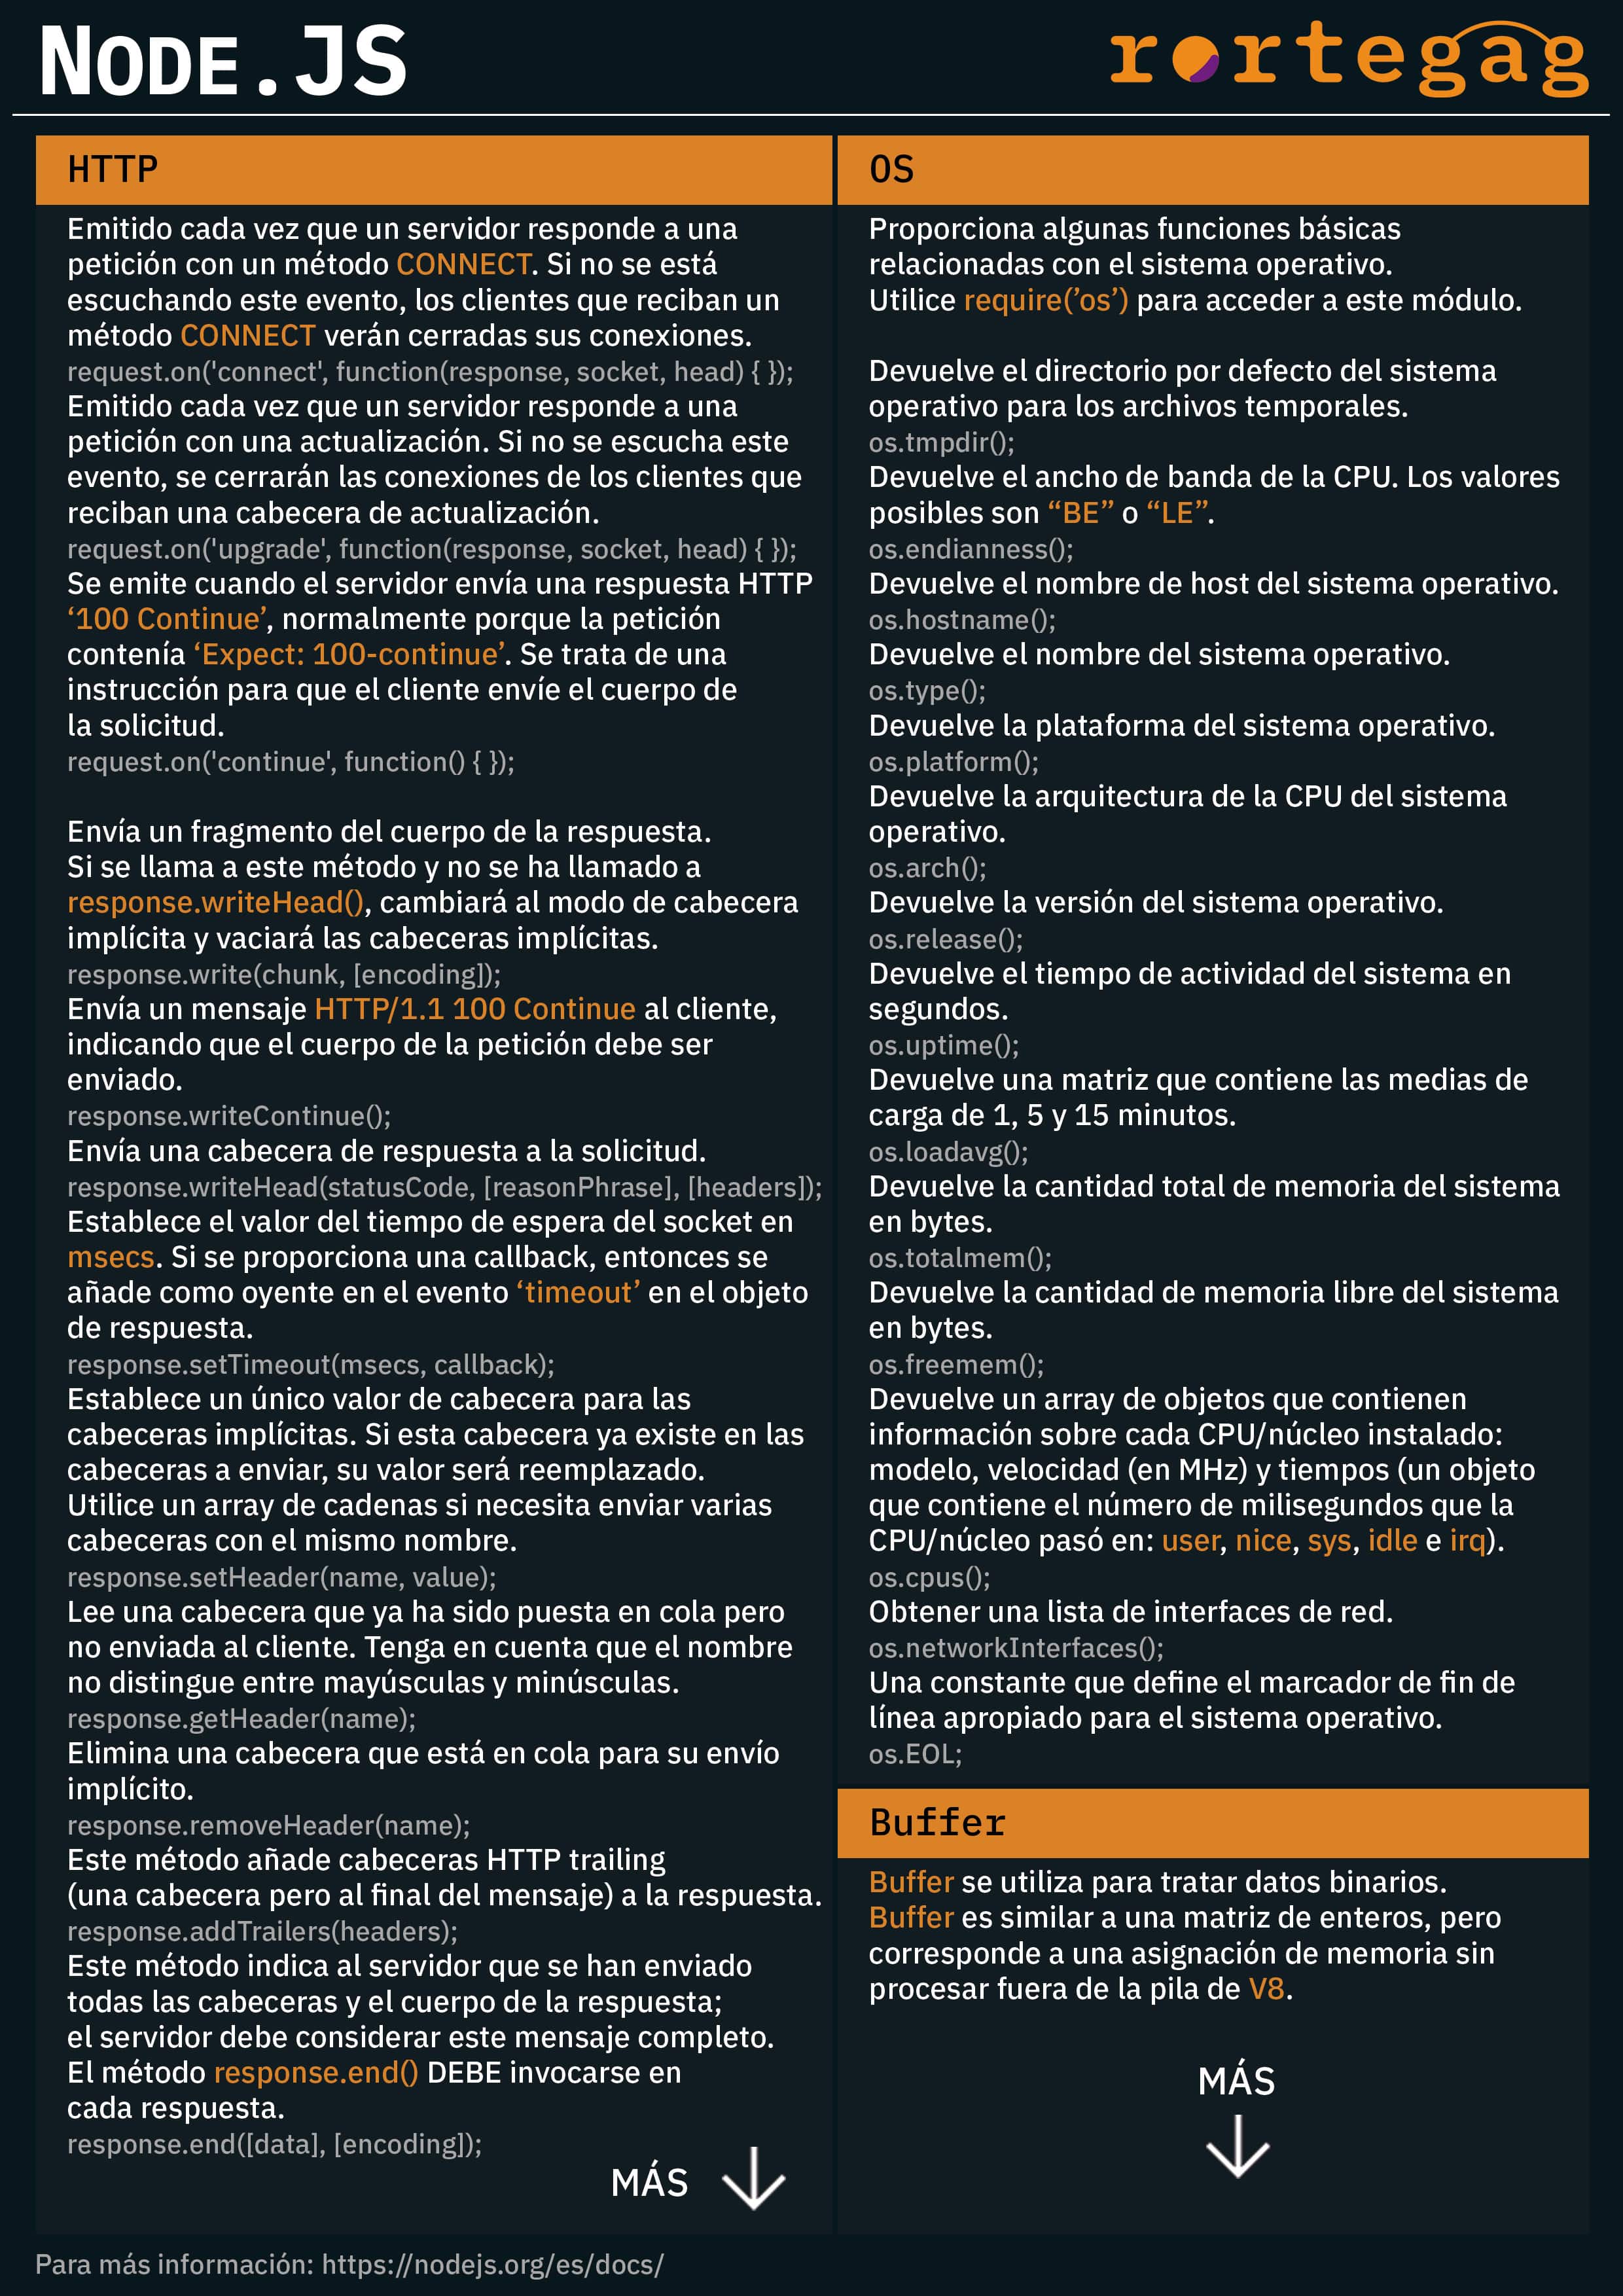 NODE.JS
rortegag
HTTP
Emitido cada vez que un servidor responde a una
petición con un método CONNECT. Si no se está
escuchando este evento, los clientes que reciban un
método CONNECT verán cerradas sus conexiones.
request.on('connect', function(response, socket, head) { });
Emitido cada vez que un servidor responde a una
petición con una actualización. Si no se escucha este
evento, se cerrarán las conexiones de los clientes que
reciban una cabecera de actualización.
request.on('upgrade', function(response, socket, head) { });
Se emite cuando el servidor envía una respuesta HTTP
‘100 Continue’, normalmente porque la petición
contenía ‘Expect: 100-continue’. Se trata de una
instrucción para que el cliente envíe el cuerpo de
la solicitud.
request.on('continue', function() { });
Envía un fragmento del cuerpo de la respuesta.
Si se llama a este método y no se ha llamado a
response.writeHead(), cambiará al modo de cabecera
implícita y vaciará las cabeceras implícitas.
response.write(chunk, [encoding]);
Envía un mensaje HTTP/1.1 100 Continue al cliente,
indicando que el cuerpo de la petición debe ser
enviado.
response.writeContinue();
Envía una cabecera de respuesta a la solicitud.
response.writeHead(statusCode, [reasonPhrase], [headers]);
Establece el valor del tiempo de espera del socket en
msecs. Si se proporciona una callback, entonces se
añade como oyente en el evento ‘timeout’ en el objeto
de respuesta.
response.setTimeout(msecs, callback);
Establece un único valor de cabecera para las
cabeceras implícitas. Si esta cabecera ya existe en las
cabeceras a enviar, su valor será reemplazado.
Utilice un array de cadenas si necesita enviar varias
cabeceras con el mismo nombre.
response.setHeader(name, value);
Lee una cabecera que ya ha sido puesta en cola pero
no enviada al cliente. Tenga en cuenta que el nombre
no distingue entre mayúsculas y minúsculas.
response.getHeader(name);
Elimina una cabecera que está en cola para su envío
implícito.
response.removeHeader(name);
Este método añade cabeceras HTTP trailing
(una cabecera pero al final del mensaje) a la respuesta.
response.addTrailers(headers);
Este método indica al servidor que se han enviado
todas las cabeceras y el cuerpo de la respuesta;
el servidor debe considerar este mensaje completo.
El método response.end() DEBE invocarse en
cada respuesta.
response.end([data], [encoding]);
MÁS
OS
Proporciona algunas funciones básicas
relacionadas con el sistema operativo.
Utilice require(’os’) para acceder a este módulo.
Devuelve el directorio por defecto del sistema
operativo para los archivos temporales.
os.tmpdir();
Devuelve el ancho de banda de la CPU. Los valores
posibles son “BE” o “LE”.
os.endianness();
Devuelve el nombre de host del sistema operativo.
os.hostname();
Devuelve el nombre del sistema operativo.
os.type();
Devuelve la plataforma del sistema operativo.
os.platform();
Devuelve la arquitectura de la CPU del sistema
operativo.
os.arch();
Devuelve la versión del sistema operativo.
os.release();
Devuelve el tiempo de actividad del sistema en
segundos.
os.uptime();
Devuelve una matriz que contiene las medias de
carga de 1, 5 y 15 minutos.
os.loadavg();
Devuelve la cantidad total de memoria del sistema
en bytes.
os.totalmem();
Devuelve la cantidad de memoria libre del sistema
en bytes.
os.freemem();
Devuelve un array de objetos que contienen
información sobre cada CPU/núcleo instalado:
modelo, velocidad (en MHz) y tiempos (un objeto
que contiene el número de milisegundos que la
CPU/núcleo pasó en: user, nice, sys, idle e irq).
os.cpus();
Obtener una lista de interfaces de red.
os.networkInterfaces();
Una constante que define el marcador de fin de
línea apropiado para el sistema operativo.
os.EOL;
Buffer
Buffer se utiliza para tratar datos binarios.
Buffer es similar a una matriz de enteros, pero
corresponde a una asignación de memoria sin
procesar fuera de la pila de V8.
MÁS
Para más información: https://nodejs.org/es/docs/